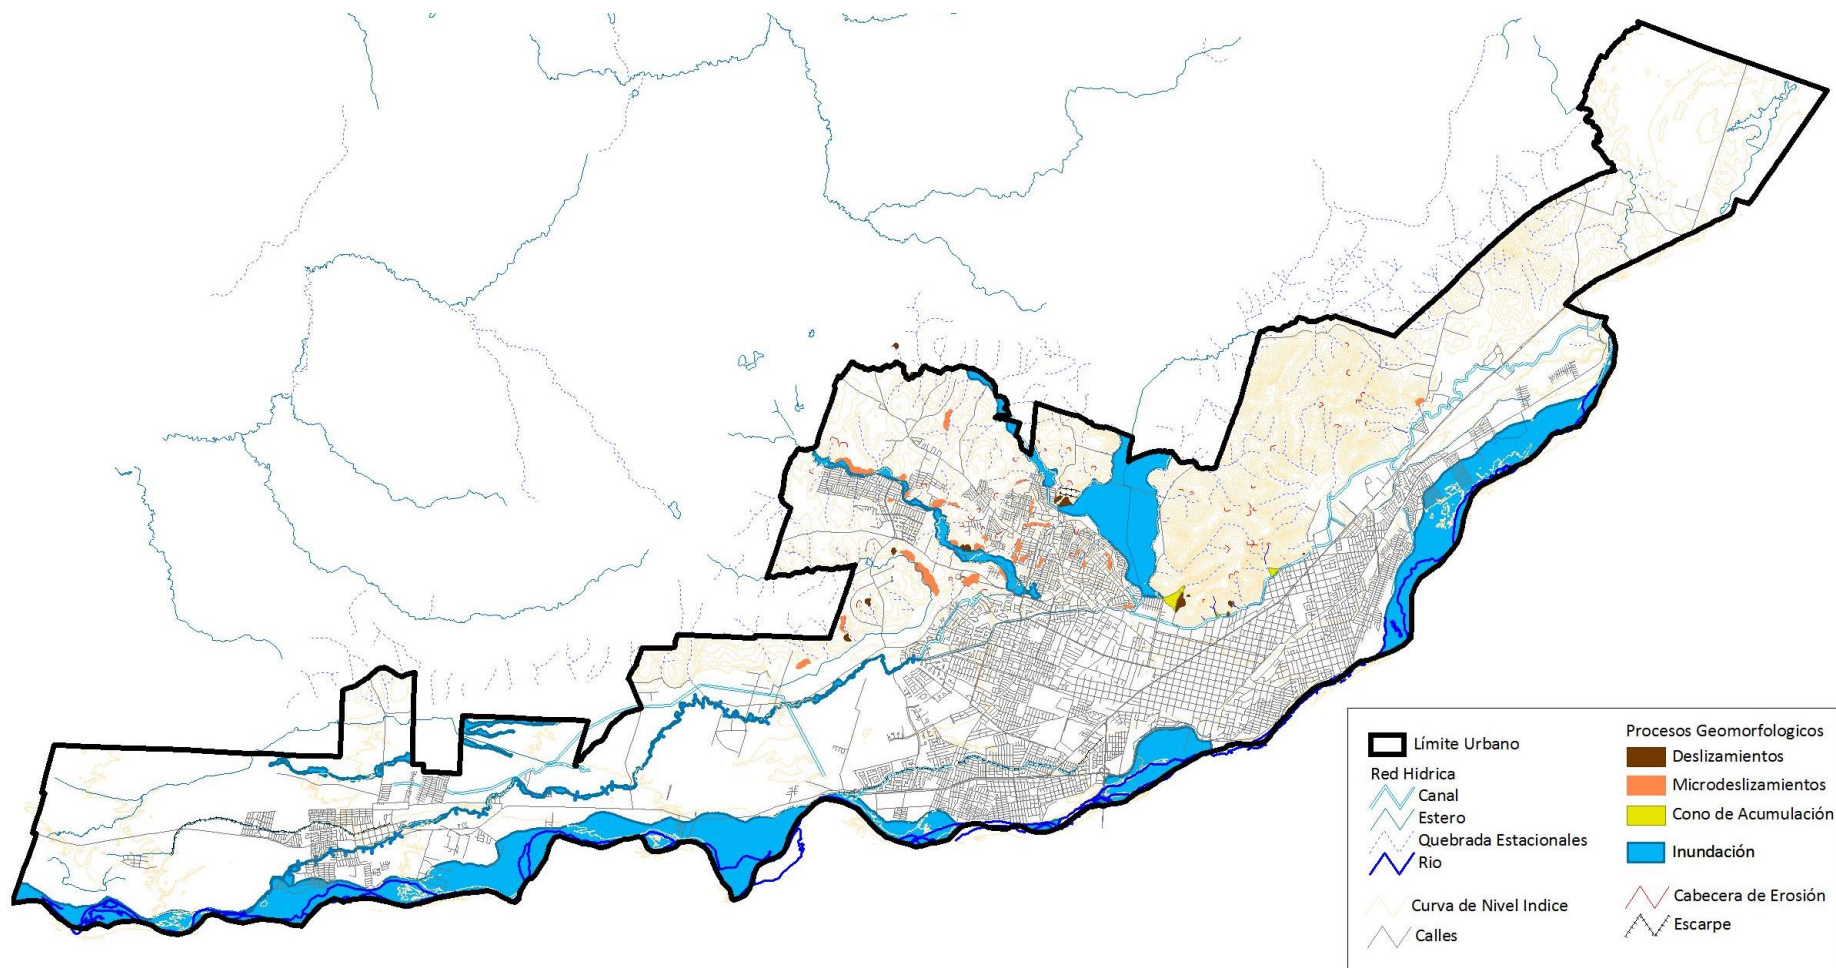 Límite Urbano
Red Hidrica
Canal
Estero
Quebrada Estacionales
Rio
Curva de Nivel Indice
Calles
Procesos Geomorfologicos
Deslizamientos
Microdeslizamientos
Cono de Acumulación
Inundación
Cabecera de Erosión
Escarpe